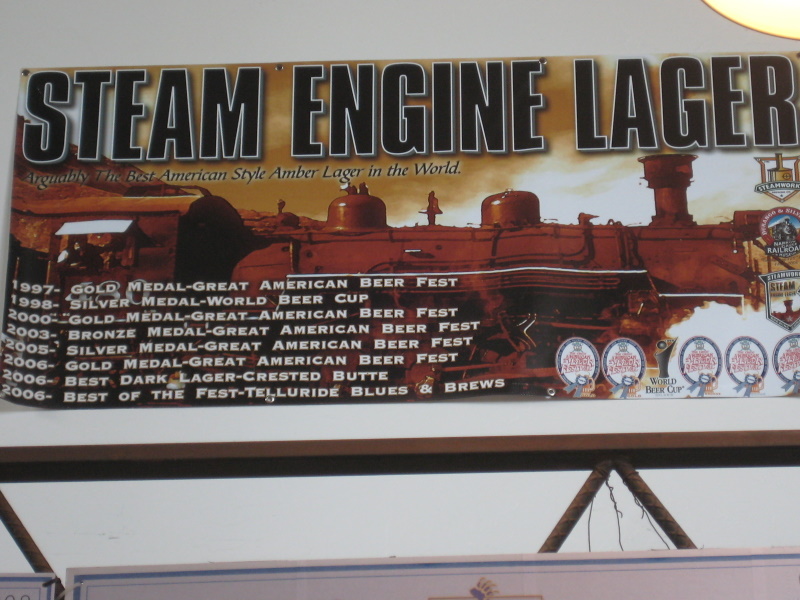 STEAM ENGINE LAGER
Arguably The Best American Style Amber Lager in the World.
STEAMWORKS
1997- GOLD MEDAL-GREAT AMERICAN BEER FEST
1998- SILVER MEDAL-WORLD BEER CUP
2000- GOLD MEDAL-GREAT AMERICAN BEER FEST
2003- BRONZE MEDAL-GREAT AMERICAN BEER FEST
2005- SILVER MEDAL-GREAT AMERICAN BEER FEST
2006- GOLD MEDAL-GREAT AMERICAN BEER FEST
2006- BEST DARK LAGER-CRESTED BUTTE
2006- BEST OF THE FEST-TELLURIDE BLUES & BREWS
RAILROAD
STEAM
WORLD
BEER CUP